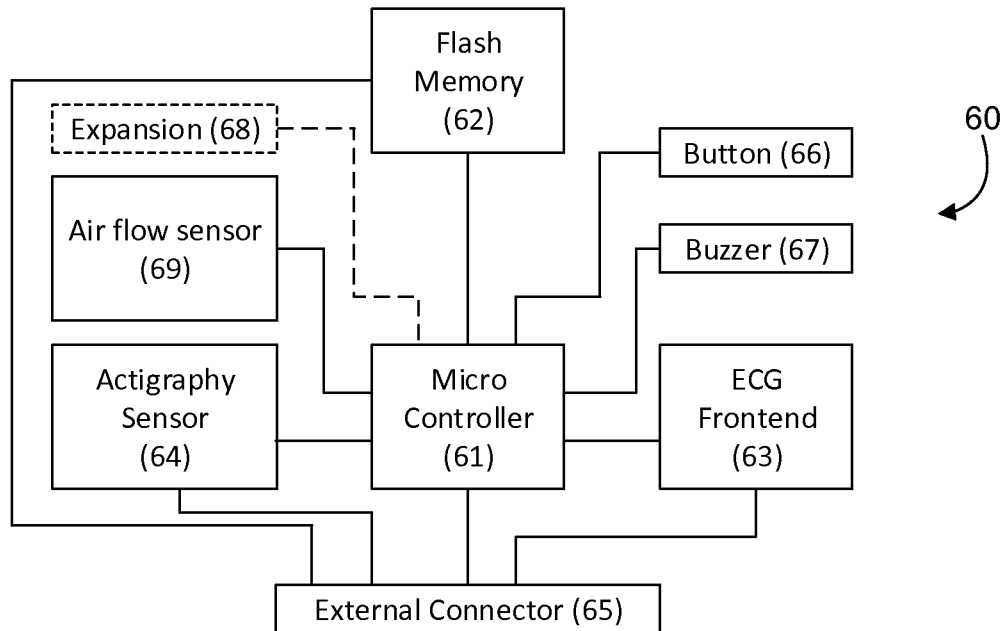 Flash
Memory
(62)
Expansion (68)
60
Button (66)
Air flow sensor
(69)
Buzzer (67)
Actigraphy
Sensor
(64)
Micro
Controller
(61)
ECG
Frontend
(63)
External Connector (65)